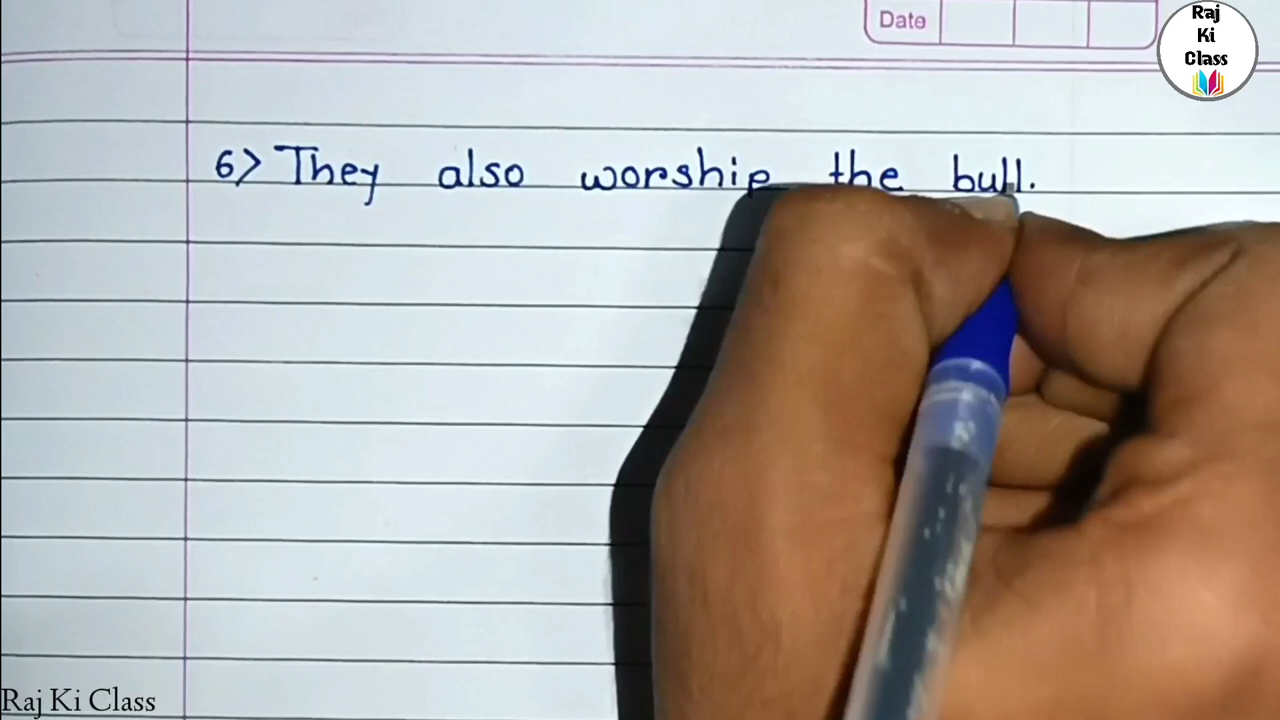 Date
Raj
Ki
Class
6> They also worship the bull.
Raj Ki Class